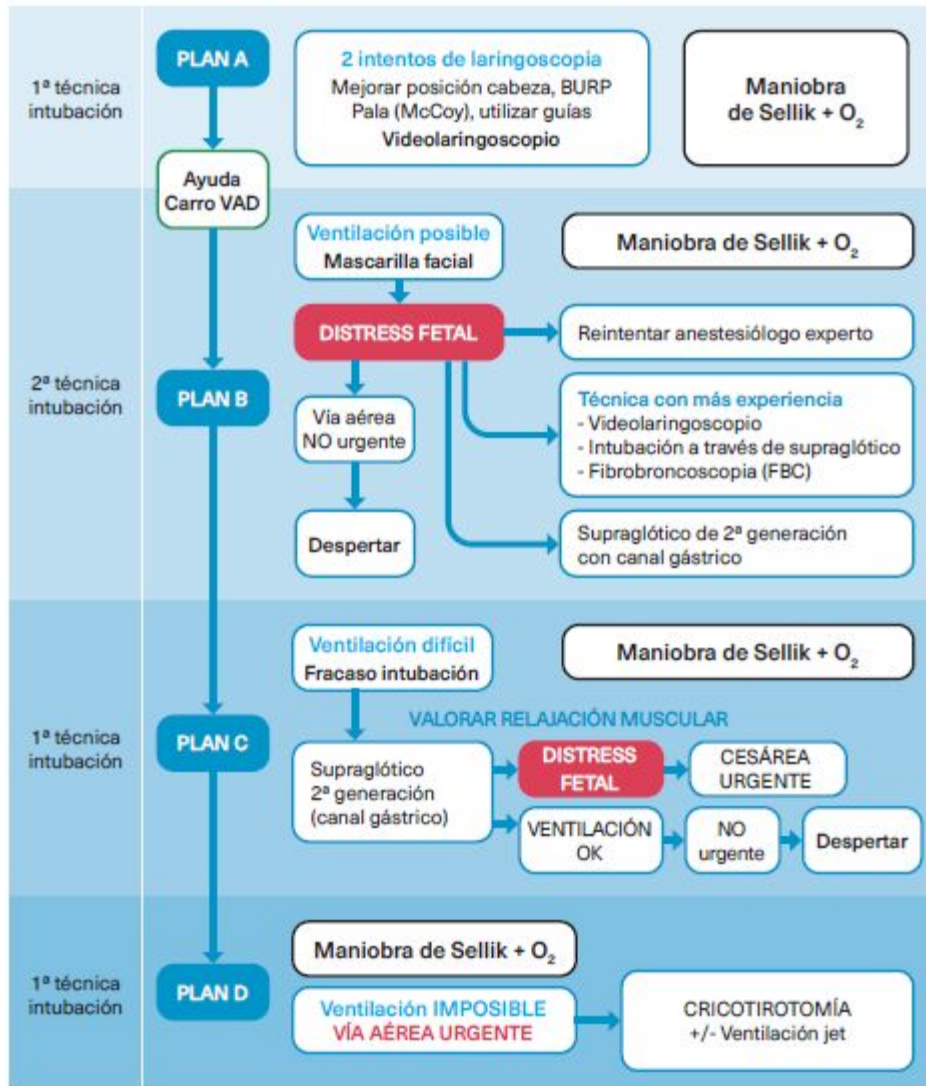 1ª técnica
intubación
PLAN A
2 intentos de laringoscopia
Mejorar posición cabeza, BURP
Pala (McCoy), utilizar guías
Videolaringoscopio
Maniobra
de Sellik + O₂
Ayuda
Carro VAD
2ª técnica
intubación
PLAN B
Ventilación posible
Mascarilla facial
Maniobra de Sellik + O₂
DISTRESS FETAL
Reintentar anestesiólogo experto
Vía aérea
NO urgente
Técnica con más experiencia
- Videolaringoscopio
- Intubación a través de supraglótico
- Fibrobroncoscopia (FBC)
Despertar
Supraglótico de 2ª generación
con canal gástrico
1ª técnica
intubación
PLAN C
Ventilación difícil
Fracaso intubación
Maniobra de Sellik + O₂
VALORAR RELAJACIÓN MUSCULAR
Supraglótico
2ª generación
(canal gástrico)
DISTRESS
FETAL
CESÁREA
URGENTE
VENTILACIÓN
OK
NO
urgente
Despertar
1ª técnica
intubación
PLAN D
Maniobra de Sellik + O₂
Ventilación IMPOSIBLE
VÍA AÉREA URGENTE
CRICOTIROTOMÍA
+/- Ventilación jet